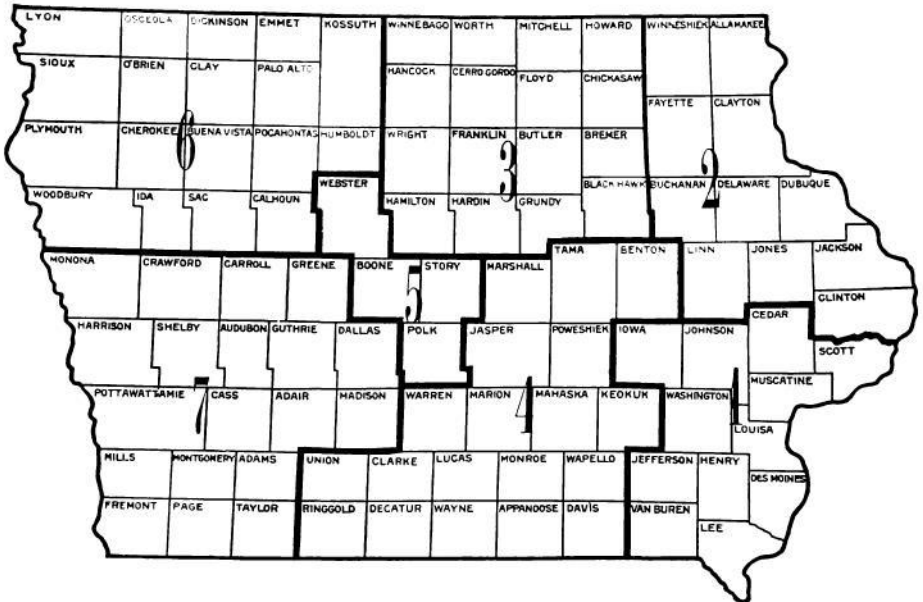 LYON OSCEOLA DICKINSON EMMET KOSSUTH WINNEBAGO WORTH MITCHELL HOWARD WINNESHIEK ALLAMAKEE
SIOUX O'BRIEN CLAY PALO ALTO HANCOCK CERRO GORDO FLOYD CHICKASAW
FAYETTE CLAYTON
PLYMOUTH CHEROKEE BUENA VISTA POCAHONTAS HUMBOLDT WRIGHT FRANKLIN BUTLER BREMER
6 3 2
WOODBURY IDA SAC CALHOUN WEBSTER HAMILTON HARDIN GRUNDY BLACK HAWK BUCHANAN DELAWARE DUBUQUE
MONONA CRAWFORD CARROLL GREENE BOONE STORY MARSHALL TAMA BENTON LINN JONES JACKSON
5
CLINTON
HARRISON SHELBY AUDUBON GUTHRIE DALLAS POLK JASPER POWESHIEK IOWA JOHNSON CEDAR
SCOTT
MUSCATINE
POTTAWATTAMIE CASS ADAIR MADISON WARREN MARION MAHASKA KEOKUK WASHINGTON
7 4 1
LOUISA
MILLS MONTGOMERY ADAMS UNION CLARKE LUCAS MONROE WAPELLO JEFFERSON HENRY
DES MOINES
FREMONT PAGE TAYLOR RINGGOLD DECATUR WAYNE APPANOOSE DAVIS VAN BUREN
LEE